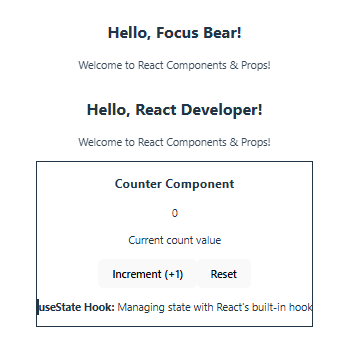 Hello, Focus Bear!
Welcome to React Components & Props!
Hello, React Developer!
Welcome to React Components & Props!
Counter Component
0
Current count value
Increment (+1) Reset
useState Hook: Managing state with React's built-in hook